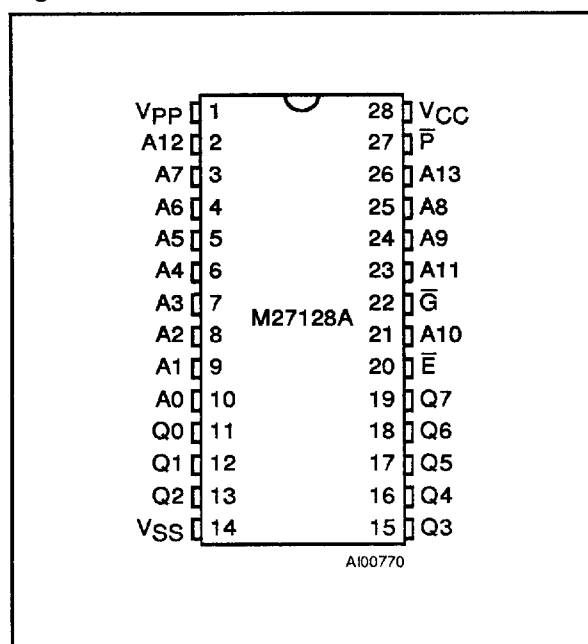 VPP 1 28 VCC
A12 2 27 P̅
A7 3 26 A13
A6 4 25 A8
A5 5 24 A9
A4 6 23 A11
A3 7 22 G̅
A2 8 M27128A 21 A10
A1 9 20 E̅
A0 10 19 Q7
Q0 11 18 Q6
Q1 12 17 Q5
Q2 13 16 Q4
VSS 14 15 Q3
AI00770